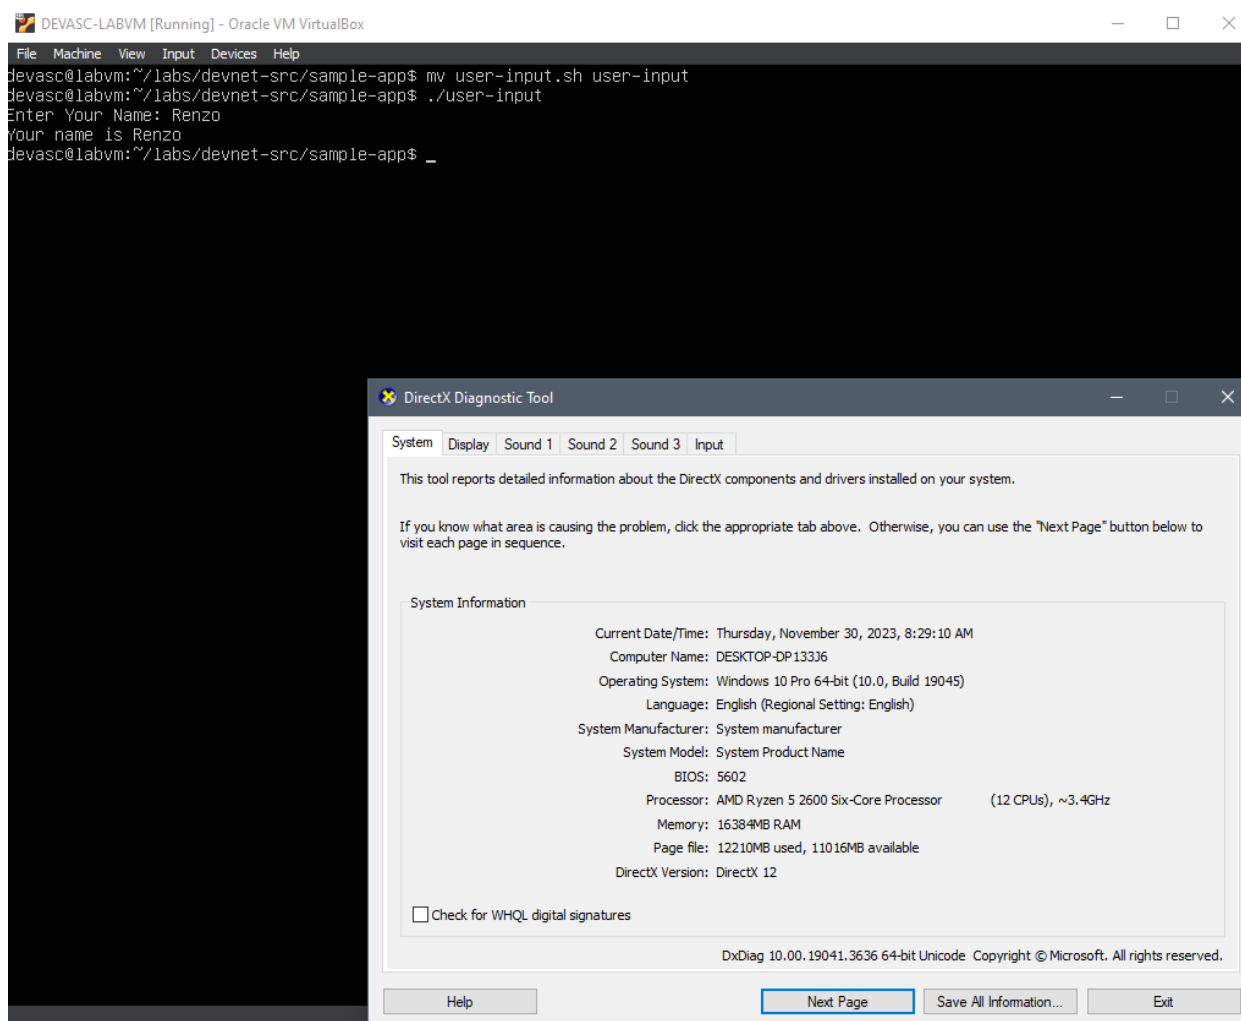 DEVASC-LABVM [Running] - Oracle VM VirtualBox
File Machine View Input Devices Help
devasc@labvm:~/labs/devnet-src/sample-app$ mv user-input.sh user-input
devasc@labvm:~/labs/devnet-src/sample-app$ ./user-input
Enter Your Name: Renzo
Your name is Renzo
devasc@labvm:~/labs/devnet-src/sample-app$ _
DirectX Diagnostic Tool
System Display Sound 1 Sound 2 Sound 3 Input
This tool reports detailed information about the DirectX components and drivers installed on your system.
If you know what area is causing the problem, click the appropriate tab above. Otherwise, you can use the "Next Page" button below to
visit each page in sequence.
System Information
Current Date/Time: Thursday, November 30, 2023, 8:29:10 AM
Computer Name: DESKTOP-DP133J6
Operating System: Windows 10 Pro 64-bit (10.0, Build 19045)
Language: English (Regional Setting: English)
System Manufacturer: System manufacturer
System Model: System Product Name
BIOS: 5602
Processor: AMD Ryzen 5 2600 Six-Core Processor (12 CPUs), ~3.4GHz
Memory: 16384MB RAM
Page file: 12210MB used, 11016MB available
DirectX Version: DirectX 12
Check for WHQL digital signatures
DxDiag 10.00.19041.3636 64-bit Unicode Copyright © Microsoft. All rights reserved.
Help Next Page Save All Information... Exit